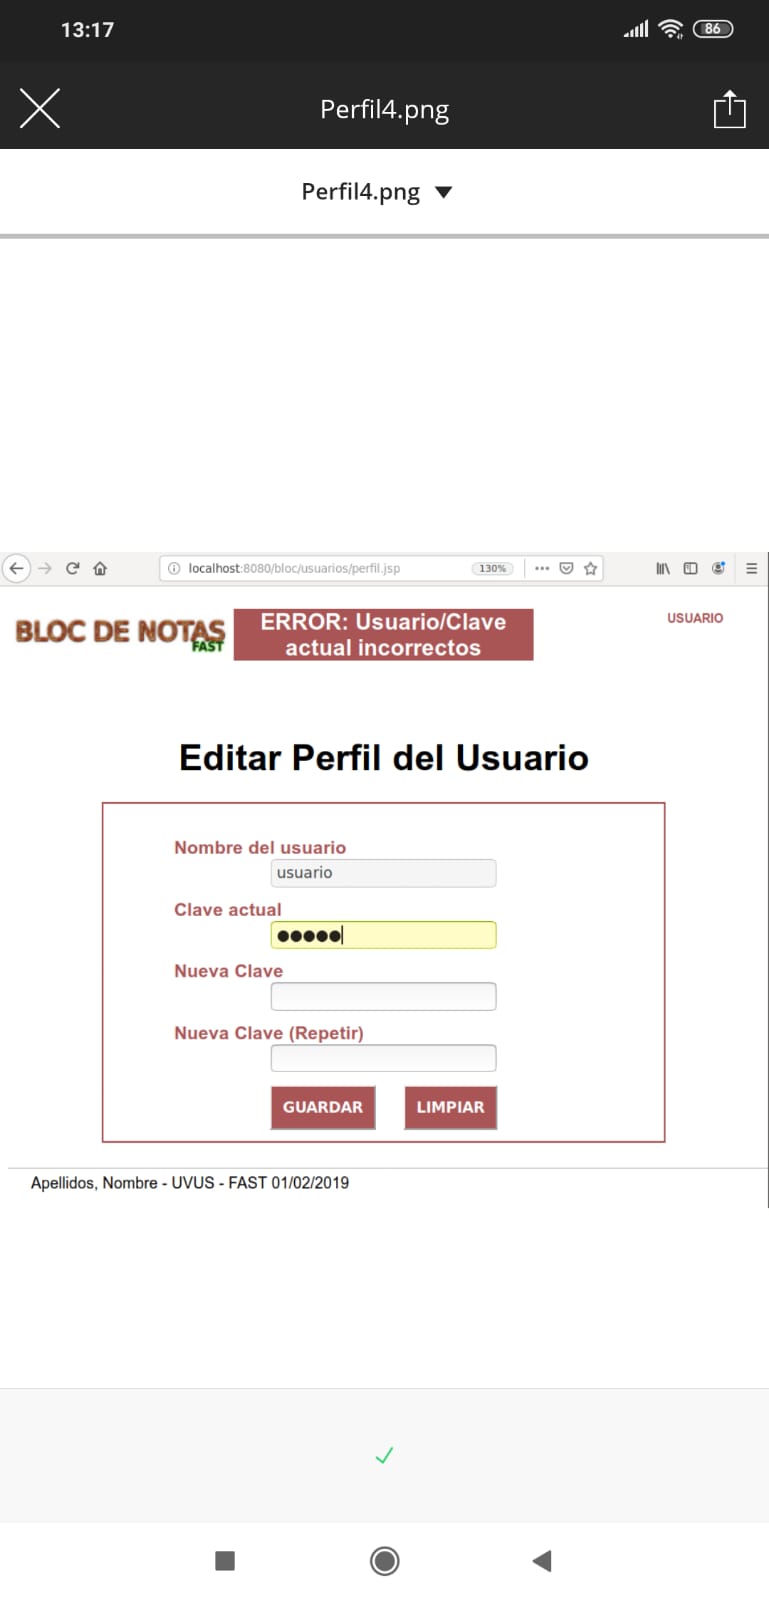 13:17
86
Perfil4.png
Perfil4.png
localhost:8080/bloc/usuarios/perfil.jsp
130%
BLOC DE NOTAS
FAST
ERROR: Usuario/Clave
actual incorrectos
USUARIO
Editar Perfil del Usuario
Nombre del usuario
usuario
Clave actual
Nueva Clave
Nueva Clave (Repetir)
GUARDAR
LIMPIAR
Apellidos, Nombre - UVUS - FAST 01/02/2019